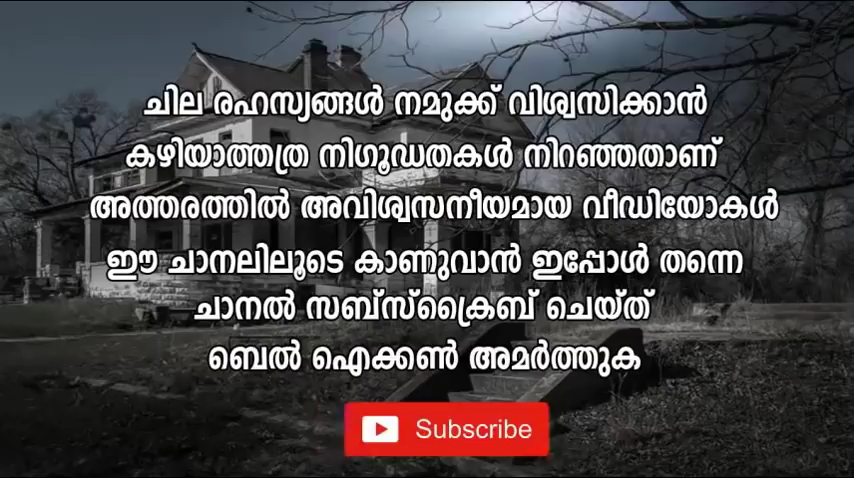 ചില രഹസ്യങ്ങൾ നമുക്ക് വിശ്വസിക്കാൻ
കഴിയാത്തത്ര നിഗൂഡതകൾ നിറഞ്ഞതാണ്
അത്തരത്തിൽ അവിശ്വസനീയമായ വീഡിയോകൾ
ഈ ചാനലിലൂടെ കാണുവാൻ ഇപ്പോൾ തന്നെ
ചാനൽ സബ്സ്ക്രൈബ് ചെയ്ത്
ബെൽ ഐക്കൺ അമർത്തുക
Subscribe